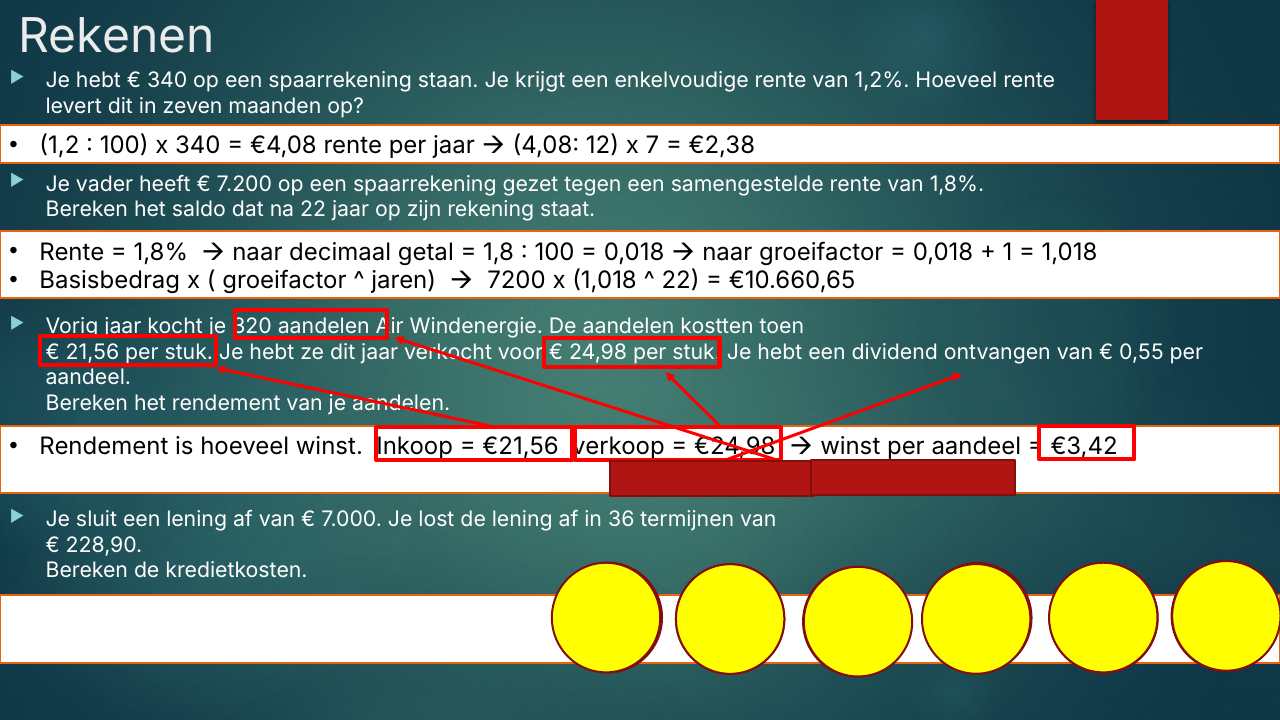 Rekenen
Je hebt € 340 op een spaarrekening staan. Je krijgt een enkelvoudige rente van 1,2%. Hoeveel rente
levert dit in zeven maanden op?
• (1,2 : 100) x 340 = €4,08 rente per jaar → (4,08: 12) x 7 = €2,38
Je vader heeft € 7.200 op een spaarrekening gezet tegen een samengestelde rente van 1,8%.
Bereken het saldo dat na 22 jaar op zijn rekening staat.
• Rente = 1,8% → naar decimaal getal = 1,8 : 100 = 0,018 → naar groeifactor = 0,018 + 1 = 1,018
• Basisbedrag x ( groeifactor ^ jaren) → 7200 x (1,018 ^ 22) = €10.660,65
Vorig jaar kocht je 320 aandelen Air Windenergie. De aandelen kostten toen
€ 21,56 per stuk. Je hebt ze dit jaar verkocht voor € 24,98 per stuk. Je hebt een dividend ontvangen van € 0,55 per
aandeel.
Bereken het rendement van je aandelen.
• Rendement is hoeveel winst. Inkoop = €21,56 verkoop = €24,98 → winst per aandeel = €3,42
Je sluit een lening af van € 7.000. Je lost de lening af in 36 termijnen van
€ 228,90.
Bereken de kredietkosten.